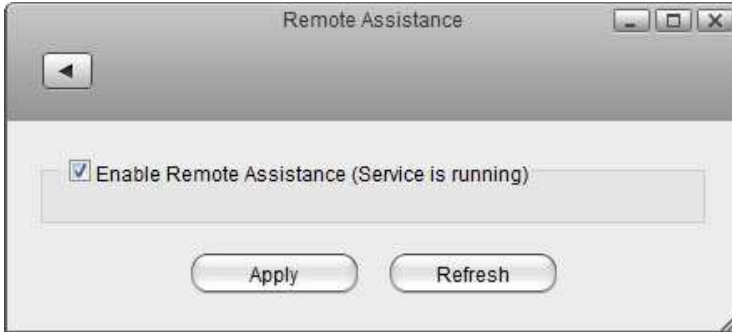 Remote Assistance
Enable Remote Assistance (Service is running)
Apply
Refresh